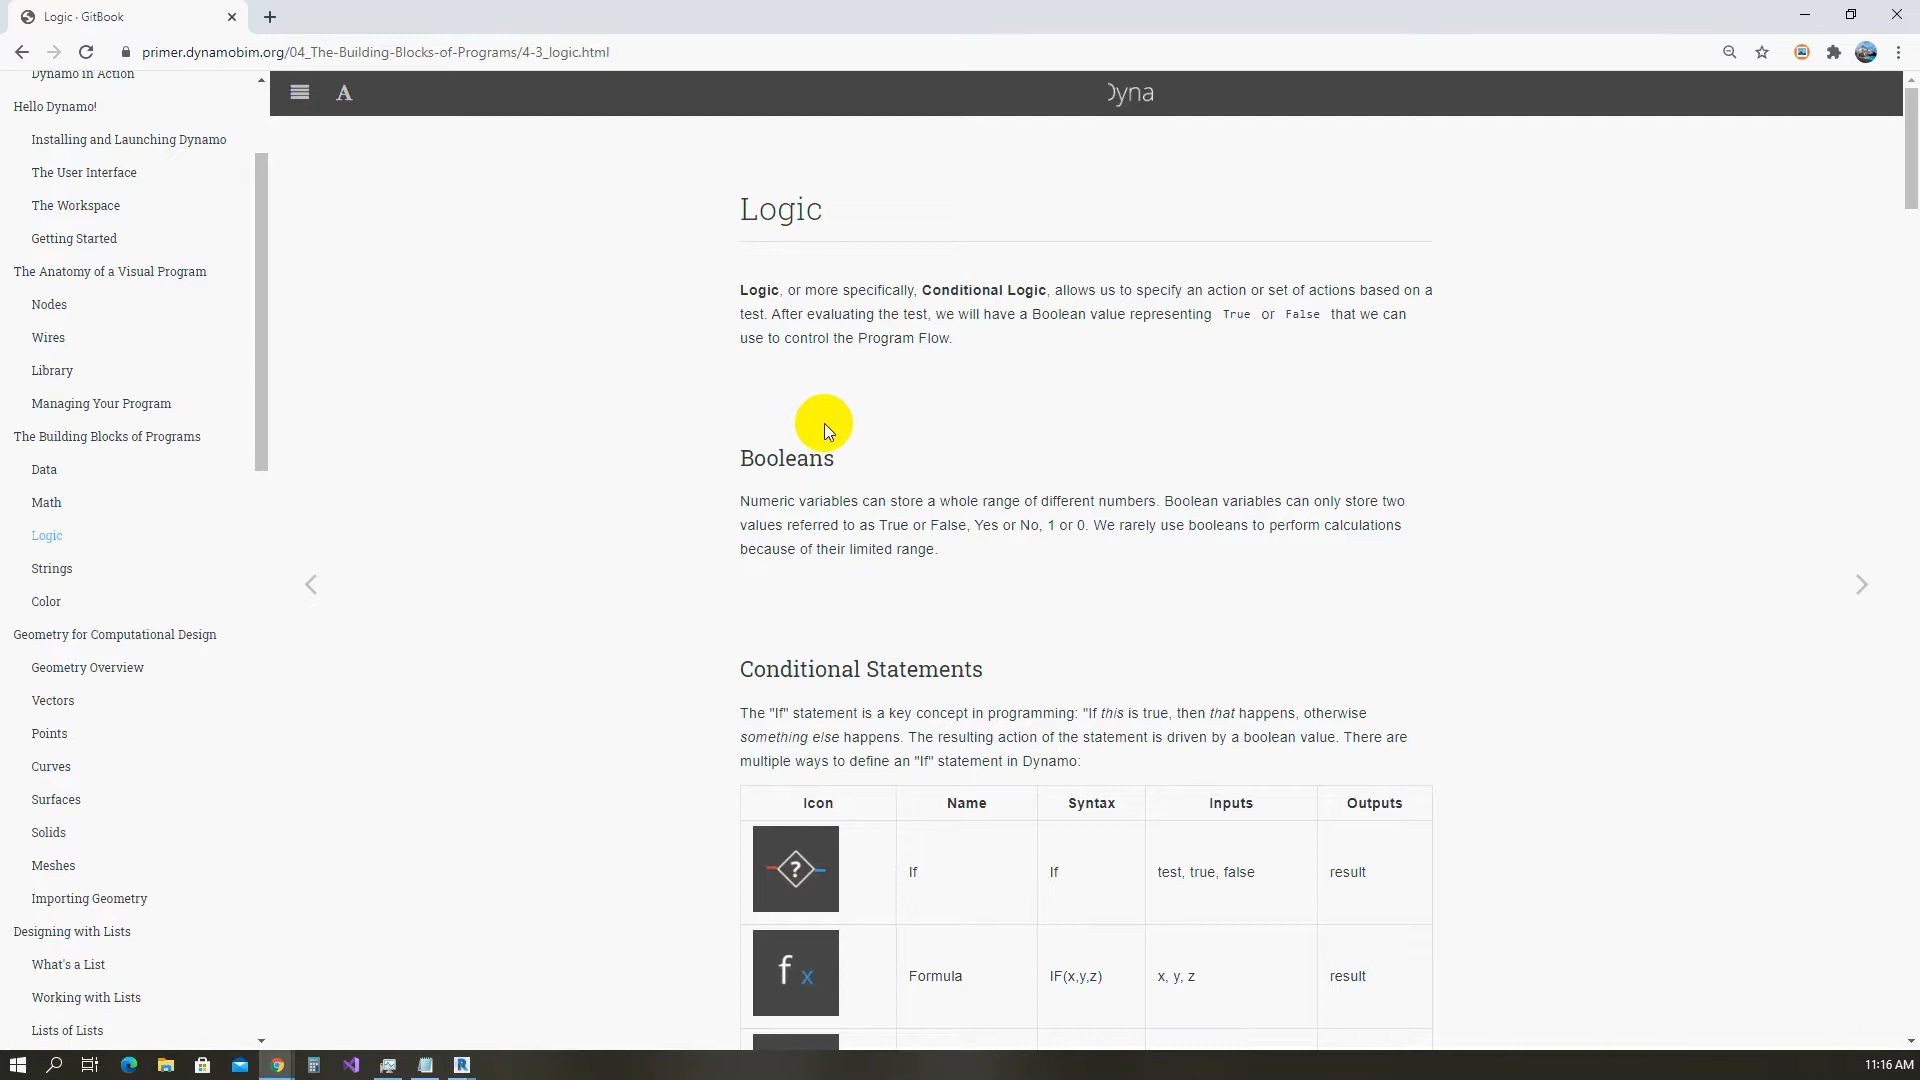 Logic · GitBook
primer.dynamobim.org/04_The-Building-Blocks-of-Programs/4-3_logic.html
Dynamo in Action
Hello Dynamo!
Installing and Launching Dynamo
The User Interface
The Workspace
Getting Started
The Anatomy of a Visual Program
Nodes
Wires
Library
Managing Your Program
The Building Blocks of Programs
Data
Math
Logic
Strings
Color
Geometry for Computational Design
Geometry Overview
Vectors
Points
Curves
Surfaces
Solids
Meshes
Importing Geometry
Designing with Lists
What's a List
Working with Lists
Lists of Lists
A
Dyna
Logic
Logic, or more specifically, Conditional Logic, allows us to specify an action or set of actions based on a
test. After evaluating the test, we will have a Boolean value representing True or False that we can
use to control the Program Flow.
Booleans
Numeric variables can store a whole range of different numbers. Boolean variables can only store two
values referred to as True or False, Yes or No, 1 or 0. We rarely use booleans to perform calculations
because of their limited range.
Conditional Statements
The "If" statement is a key concept in programming: "If this is true, then that happens, otherwise
something else happens. The resulting action of the statement is driven by a boolean value. There are
multiple ways to define an "If" statement in Dynamo:
Icon Name Syntax Inputs Outputs
? If If test, true, false result
f x Formula IF(x,y,z) x, y, z result
R
11:16 AM